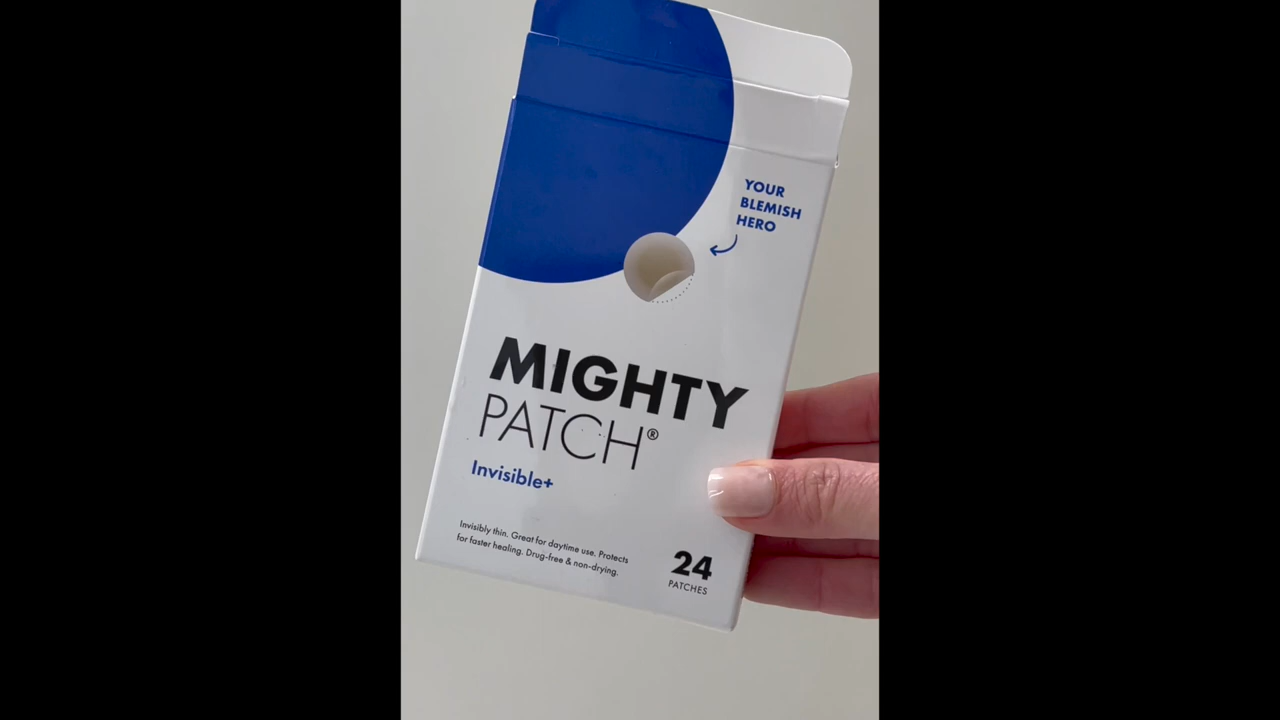 YOUR
BLEMISH
HERO
MIGHTY
PATCH®
Invisible+
Invisibly thin. Great for daytime use. Protects
for faster healing. Drug-free & non-drying.
24
PATCHES